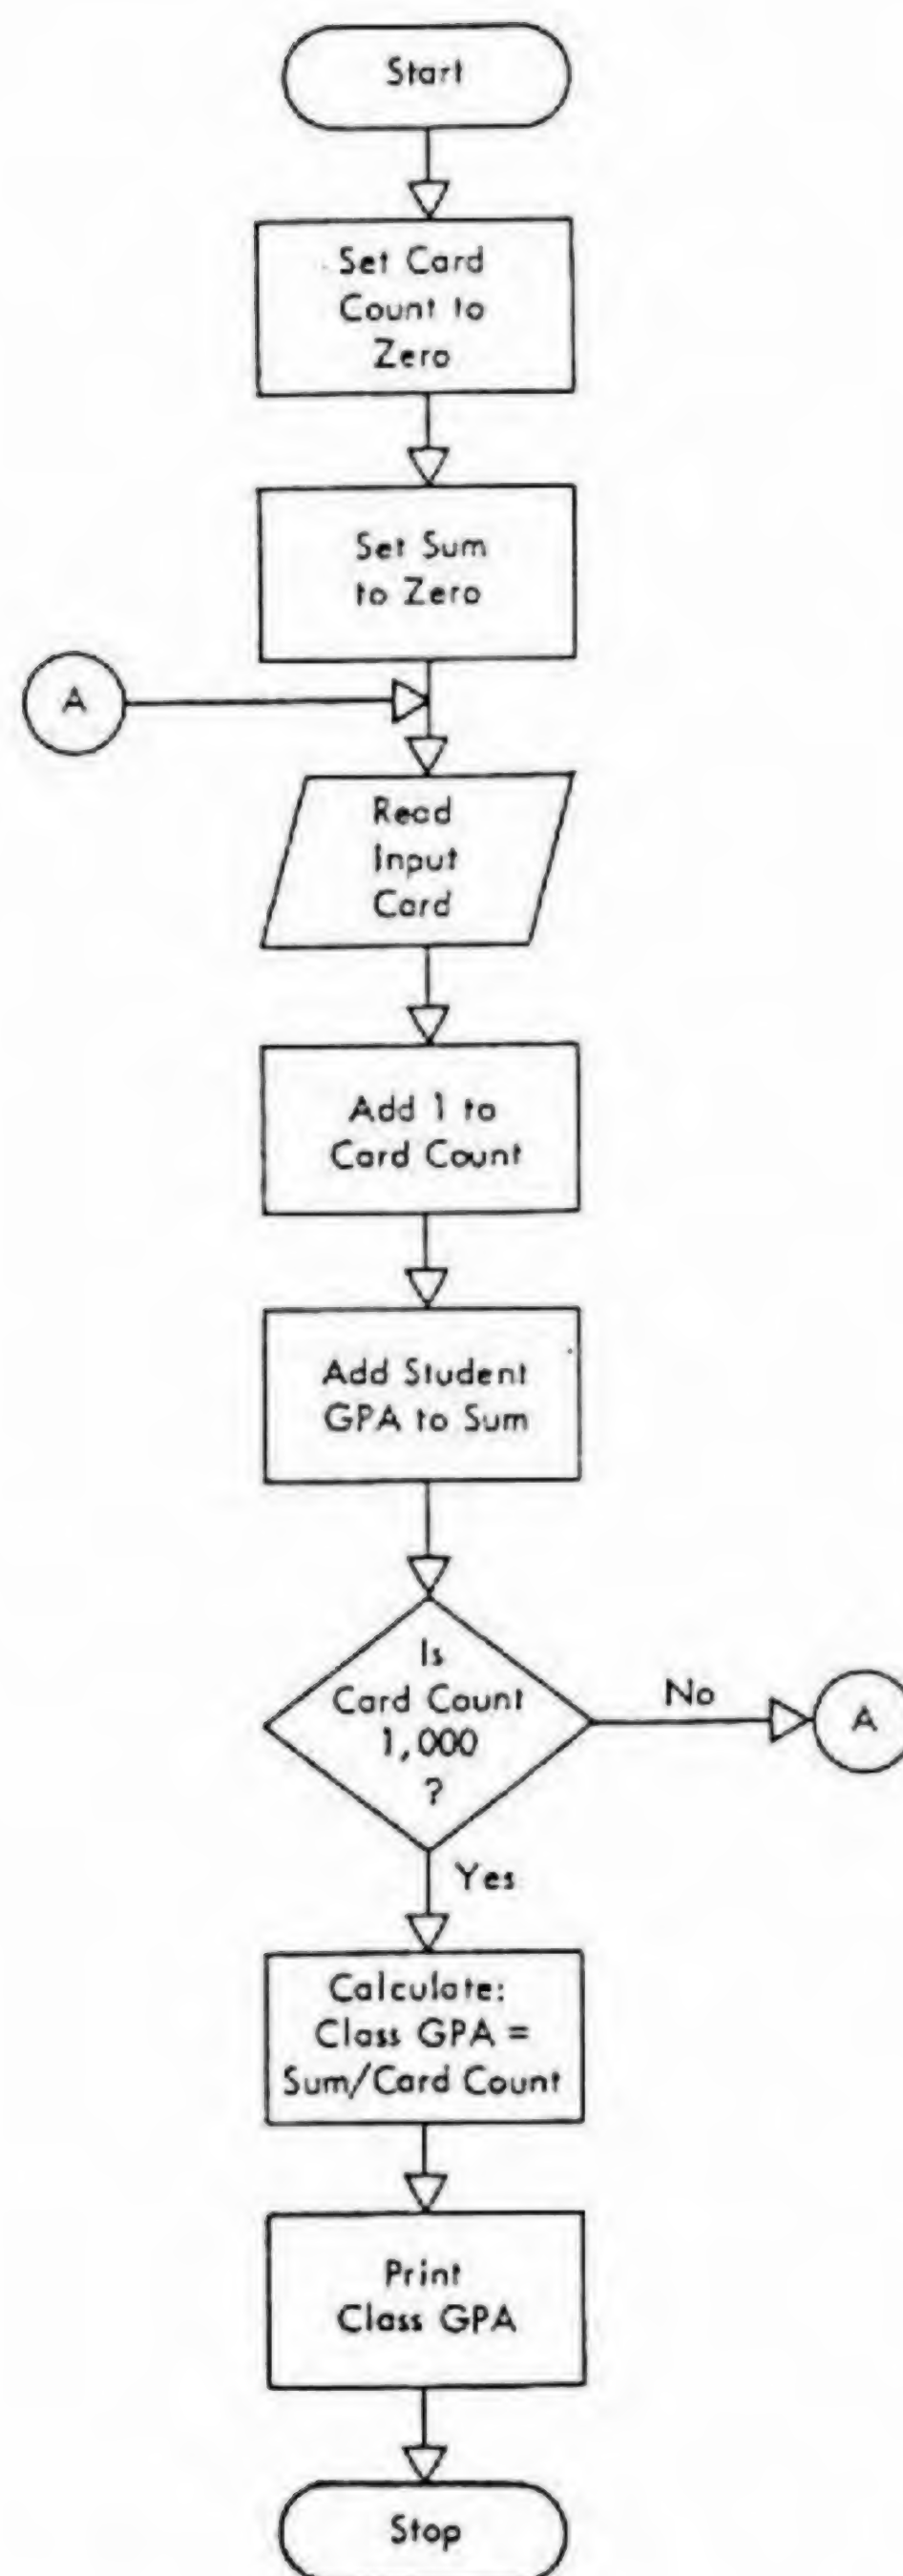 Start
Set Card
Count to
Zero
Set Sum
to Zero
A
Read
Input
Card
Add 1 to
Card Count
Add Student
GPA to Sum
Is
Card Count
1,000
?
No
A
Yes
Calculate:
Class GPA =
Sum/Card Count
Print
Class GPA
Stop